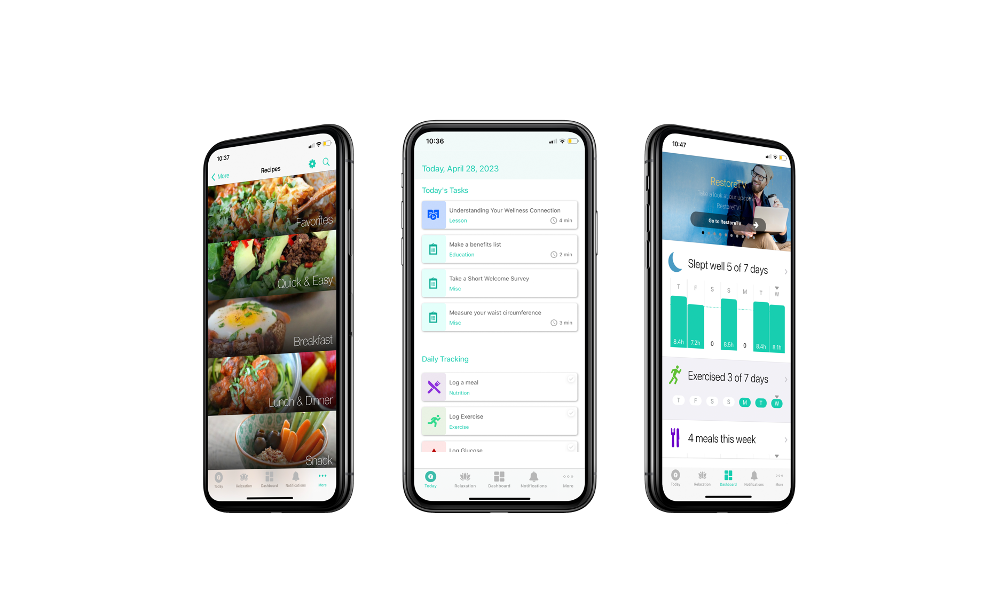 10:37
More
Recipes
Favorites
Quick & Easy
Breakfast
Lunch & Dinner
Snack
Today
Relaxation
Dashboard
Notifications
More
10:36
Today, April 28, 2023
Today's Tasks
Understanding Your Wellness Connection
Lesson
4 min
Make a benefits list
Education
2 min
Take a Short Welcome Survey
Misc
Measure your waist circumference
Misc
3 min
Daily Tracking
Log a meal
Nutrition
Log Exercise
Exercise
Log Glucose
Today
Relaxation
Dashboard
Notifications
More
10:47
RestoreTV
Take a look at our upcoming
RestoreTV!
Go to RestoreTV
Slept well 5 of 7 days
T F S S M T W
8.4h 7.2h 0 8.5h 0 8.4h 8.1h
Exercised 3 of 7 days
T F S S M T W
4 meals this week
Today
Relaxation
Dashboard
Notifications
More